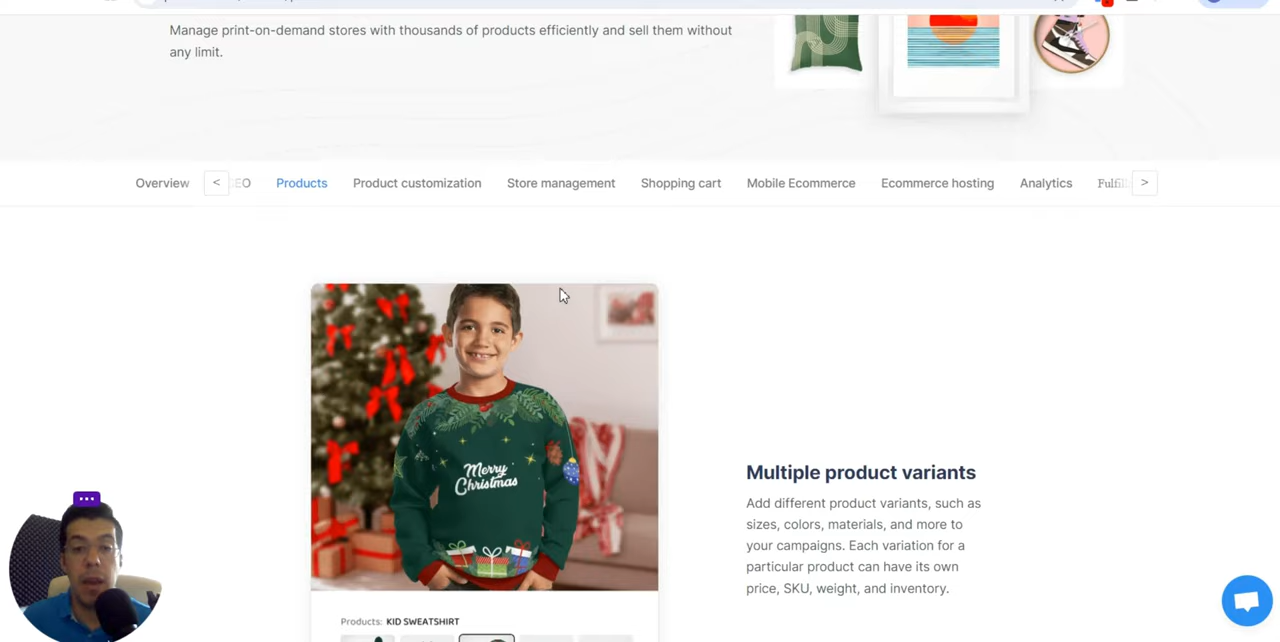 Manage print-on-demand stores with thousands of products efficiently and sell them without
any limit.
Overview < EO Products Product customization Store management Shopping cart Mobile Ecommerce Ecommerce hosting Analytics >
Merry
Christmas
Multiple product variants
Add different product variants, such as
sizes, colors, materials, and more to
your campaigns. Each variation for a
particular product can have its own
price, SKU, weight, and inventory.
Products: KID SWEATSHIRT